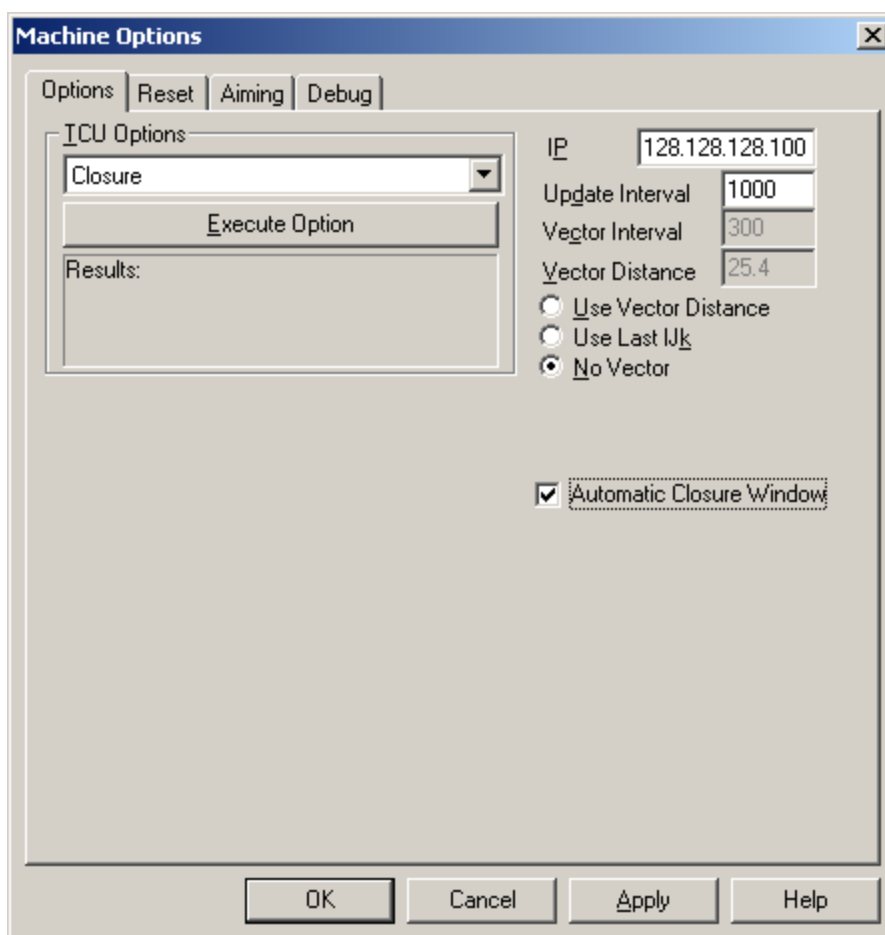 Machine Options
Options Reset Aiming Debug
TCU Options
Closure
Execute Option
Results:
IP 128.128.128.100
Update Interval 1000
Vector Interval 300
Vector Distance 25.4
Use Vector Distance
Use Last IJk
No Vector
Automatic Closure Window
OK Cancel Apply Help